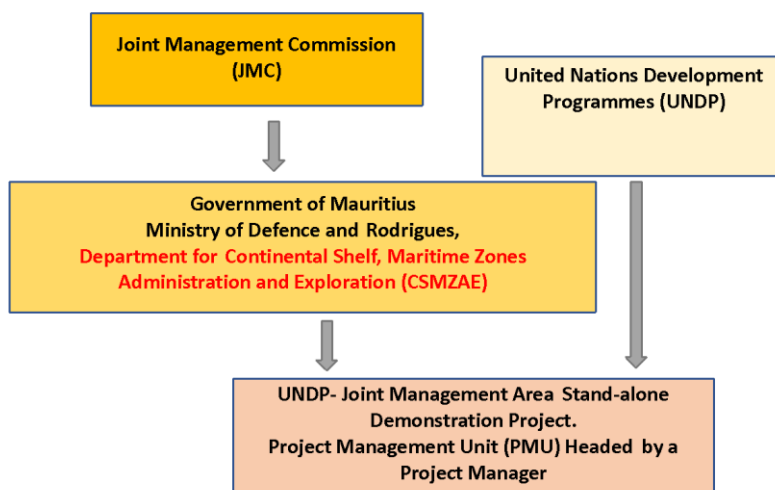 Joint Management Commission
(JMC)
United Nations Development
Programmes (UNDP)
Government of Mauritius
Ministry of Defence and Rodrigues,
Department for Continental Shelf, Maritime Zones
Administration and Exploration (CSMZAE)
UNDP- Joint Management Area Stand-alone
Demonstration Project.
Project Management Unit (PMU) Headed by a
Project Manager